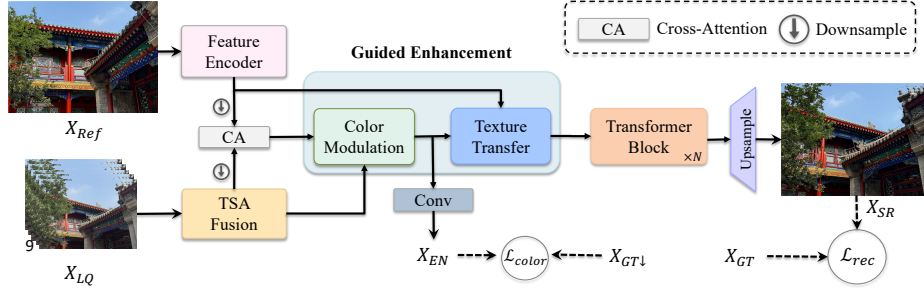 X_Ref
Feature
Encoder
Guided Enhancement
CA
Cross-Attention
Downsample
CA
Color
Modulation
Texture
Transfer
Transformer
Block
×N
Upsample
X_SR
9
X_LQ
TSA
Fusion
Conv
X_EN
ℒ_color
X_GT↓
X_GT
ℒ_rec